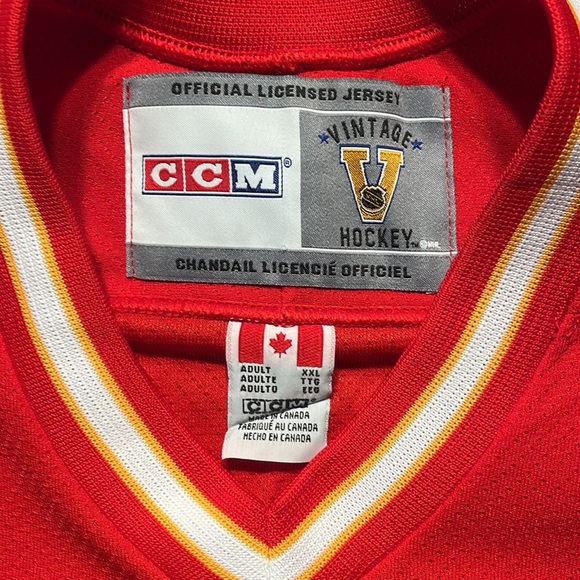 OFFICIAL LICENSED JERSEY
CCM®
VINTAGE
V
HOCKEY™
CHANDAIL LICENCIÉ OFFICIEL
ADULT XXL
ADULTE TTG
ADULTO EEG
CCM
MADE IN CANADA
FABRIQUÉ AU CANADA
HECHO EN CANADA